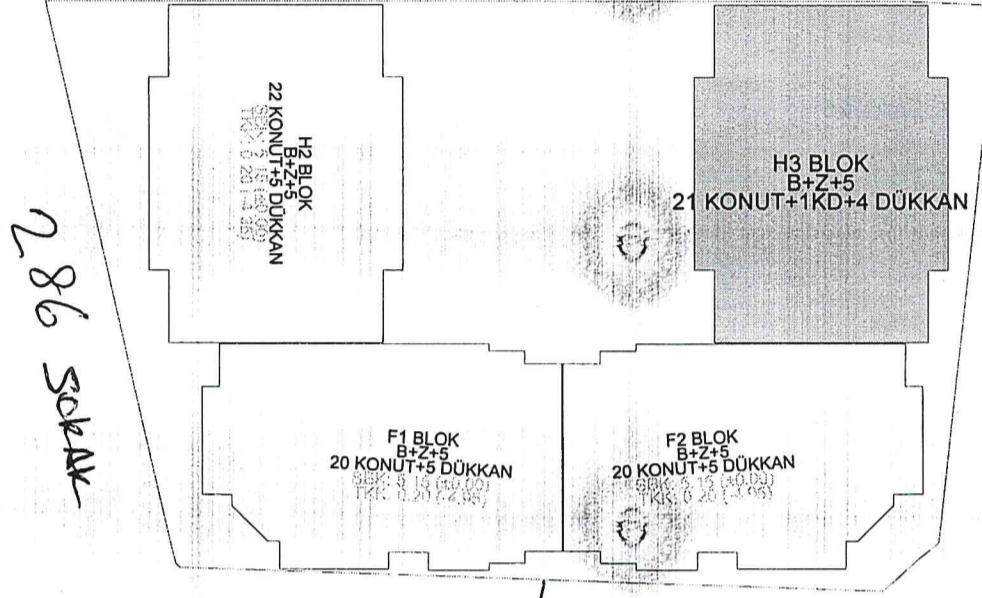 H2 BLOK
B+Z+5
22 KONUT+5 DÜKKAN
H3 BLOK
B+Z+5
21 KONUT+1KD+4 DÜKKAN
286 SOKAK
F1 BLOK
B+Z+5
20 KONUT+5 DÜKKAN
F2 BLOK
B+Z+5
20 KONUT+5 DÜKKAN